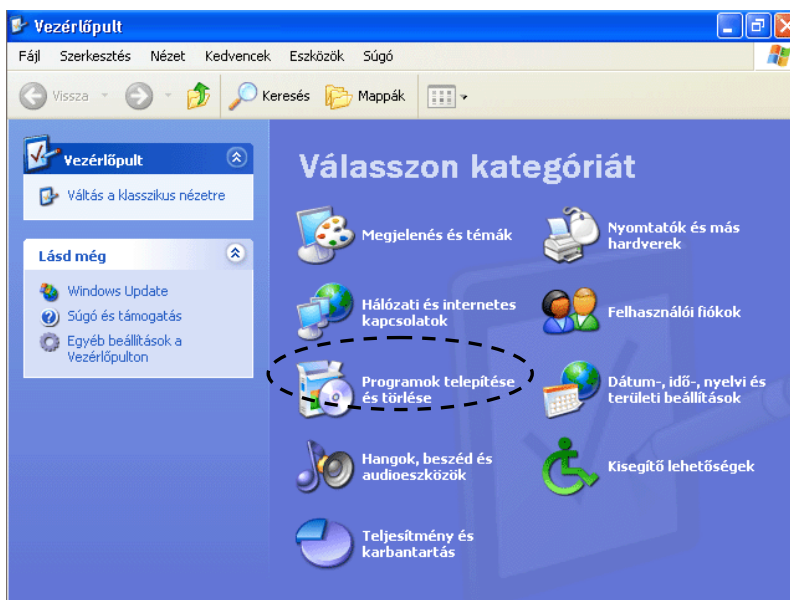 Vezérlőpult
Fájl Szerkesztés Nézet Kedvencek Eszközök Súgó
Vissza Keresés Mappák
Vezérlőpult
Váltás a klasszikus nézetre
Lásd még
Windows Update
Súgó és támogatás
Egyéb beállítások a
Vezérlőpulton
Válasszon kategóriát
Megjelenés és témák
Nyomtatók és más
hardverek
Hálózati és internetes
kapcsolatok
Felhasználói fiókok
Programok telepítése
és törlése
Dátum-, idő-, nyelvi és
területi beállítások
Hangok, beszéd és
audioeszközök
Kisegítő lehetőségek
Teljesítmény és
karbantartás